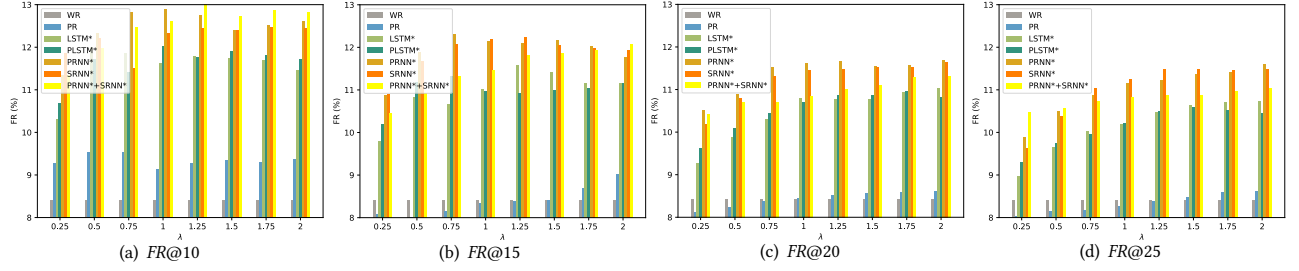 13
12
11
10
9
8
FR (%)
WR
PR
LSTM*
PLSTM*
PRNN*
SRNN*
PRNN*+SRNN*
0.25 0.5 0.75 1 1.25 1.5 1.75 2
λ
(a) FR@10
13
12
11
10
9
8
FR (%)
WR
PR
LSTM*
PLSTM*
PRNN*
SRNN*
PRNN*+SRNN*
0.25 0.5 0.75 1 1.25 1.5 1.75 2
λ
(b) FR@15
13
12
11
10
9
8
FR (%)
WR
PR
LSTM*
PLSTM*
PRNN*
SRNN*
PRNN*+SRNN*
0.25 0.5 0.75 1 1.25 1.5 1.75 2
λ
(c) FR@20
13
12
11
10
9
8
FR (%)
WR
PR
LSTM*
PLSTM*
PRNN*
SRNN*
PRNN*+SRNN*
0.25 0.5 0.75 1 1.25 1.5 1.75 2
λ
(d) FR@25